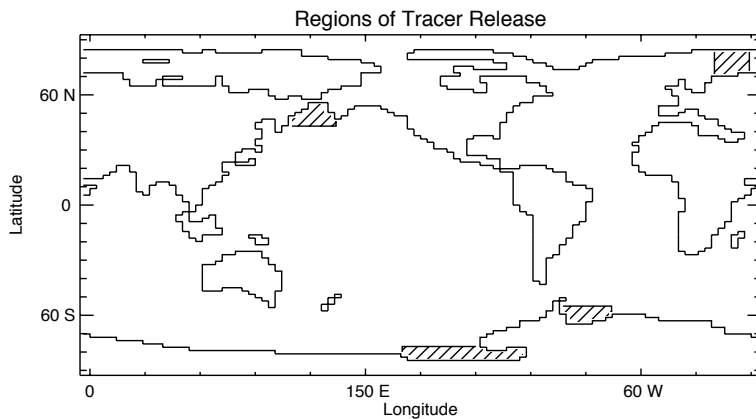 Regions of Tracer Release
60 N
0
60 S
Latitude
0
150 E
60 W
Longitude